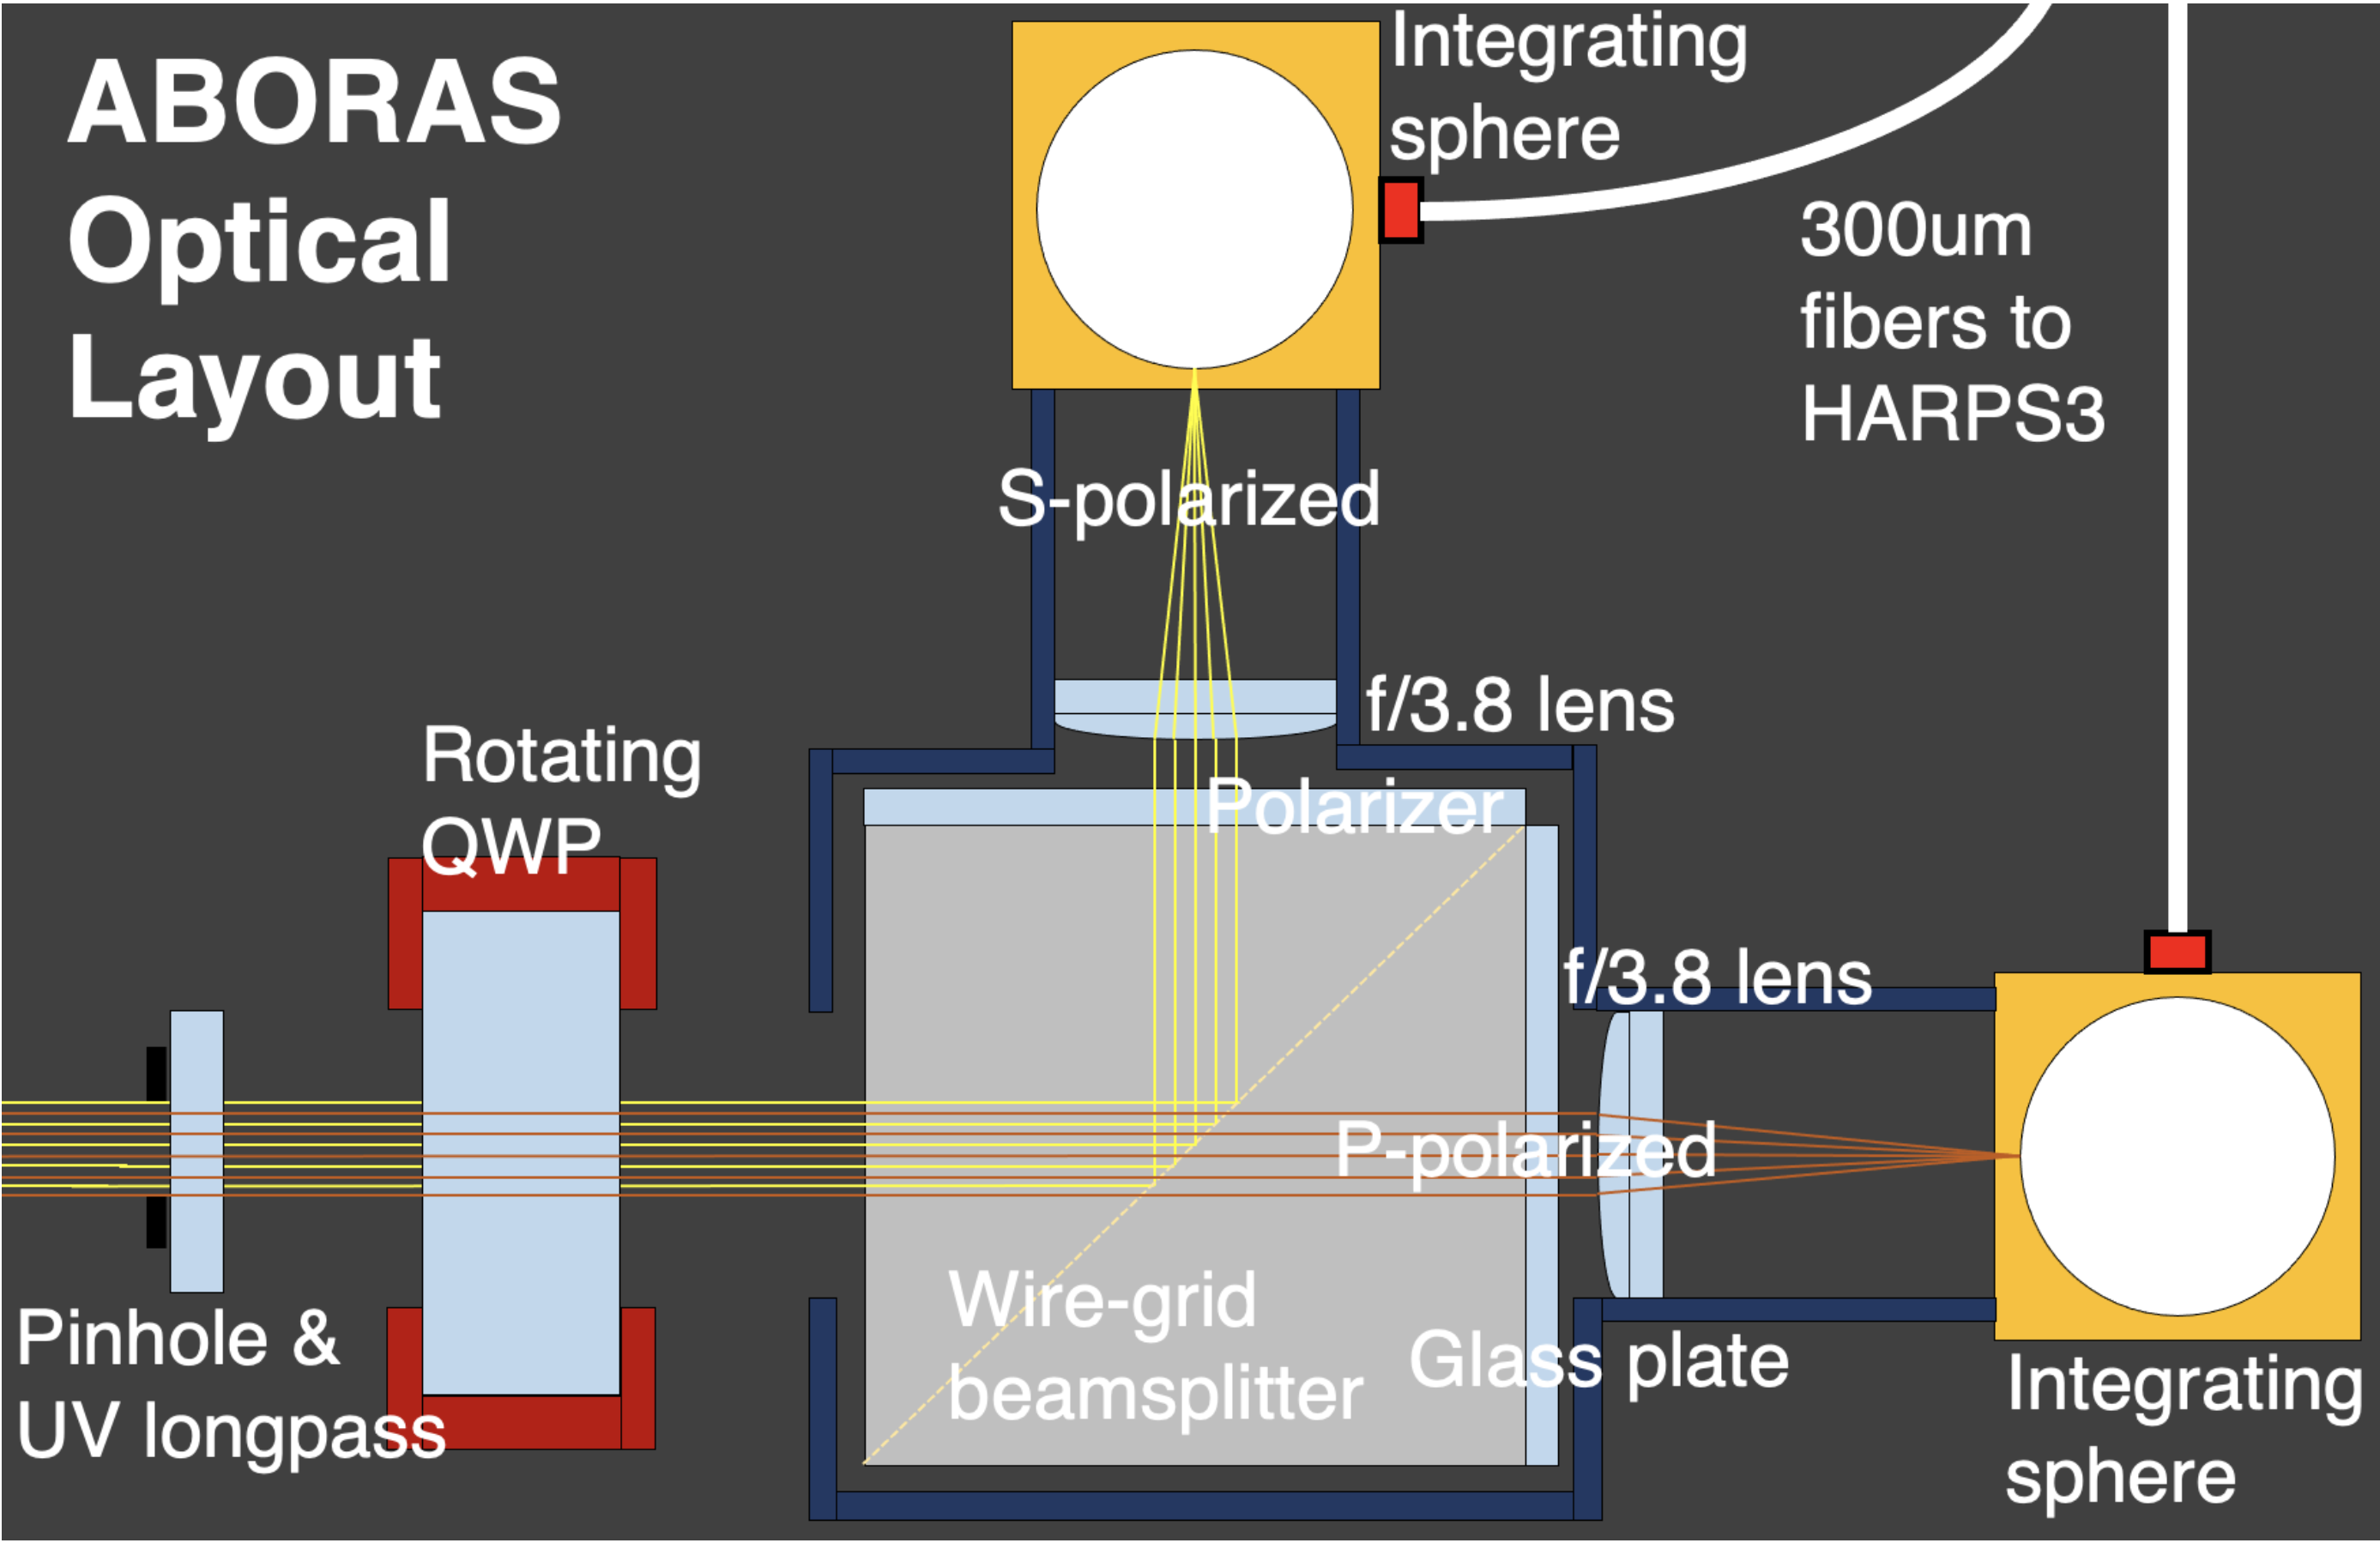 ABORAS
Optical
Layout
Integrating
sphere
300um
fibers to
HARPS3
S-polarized
f/3.8 lens
Rotating
QWP
Polarizer
f/3.8 lens
P-polarized
Wire-grid
beamsplitter
Glass plate
Pinhole &
UV longpass
Integrating
sphere